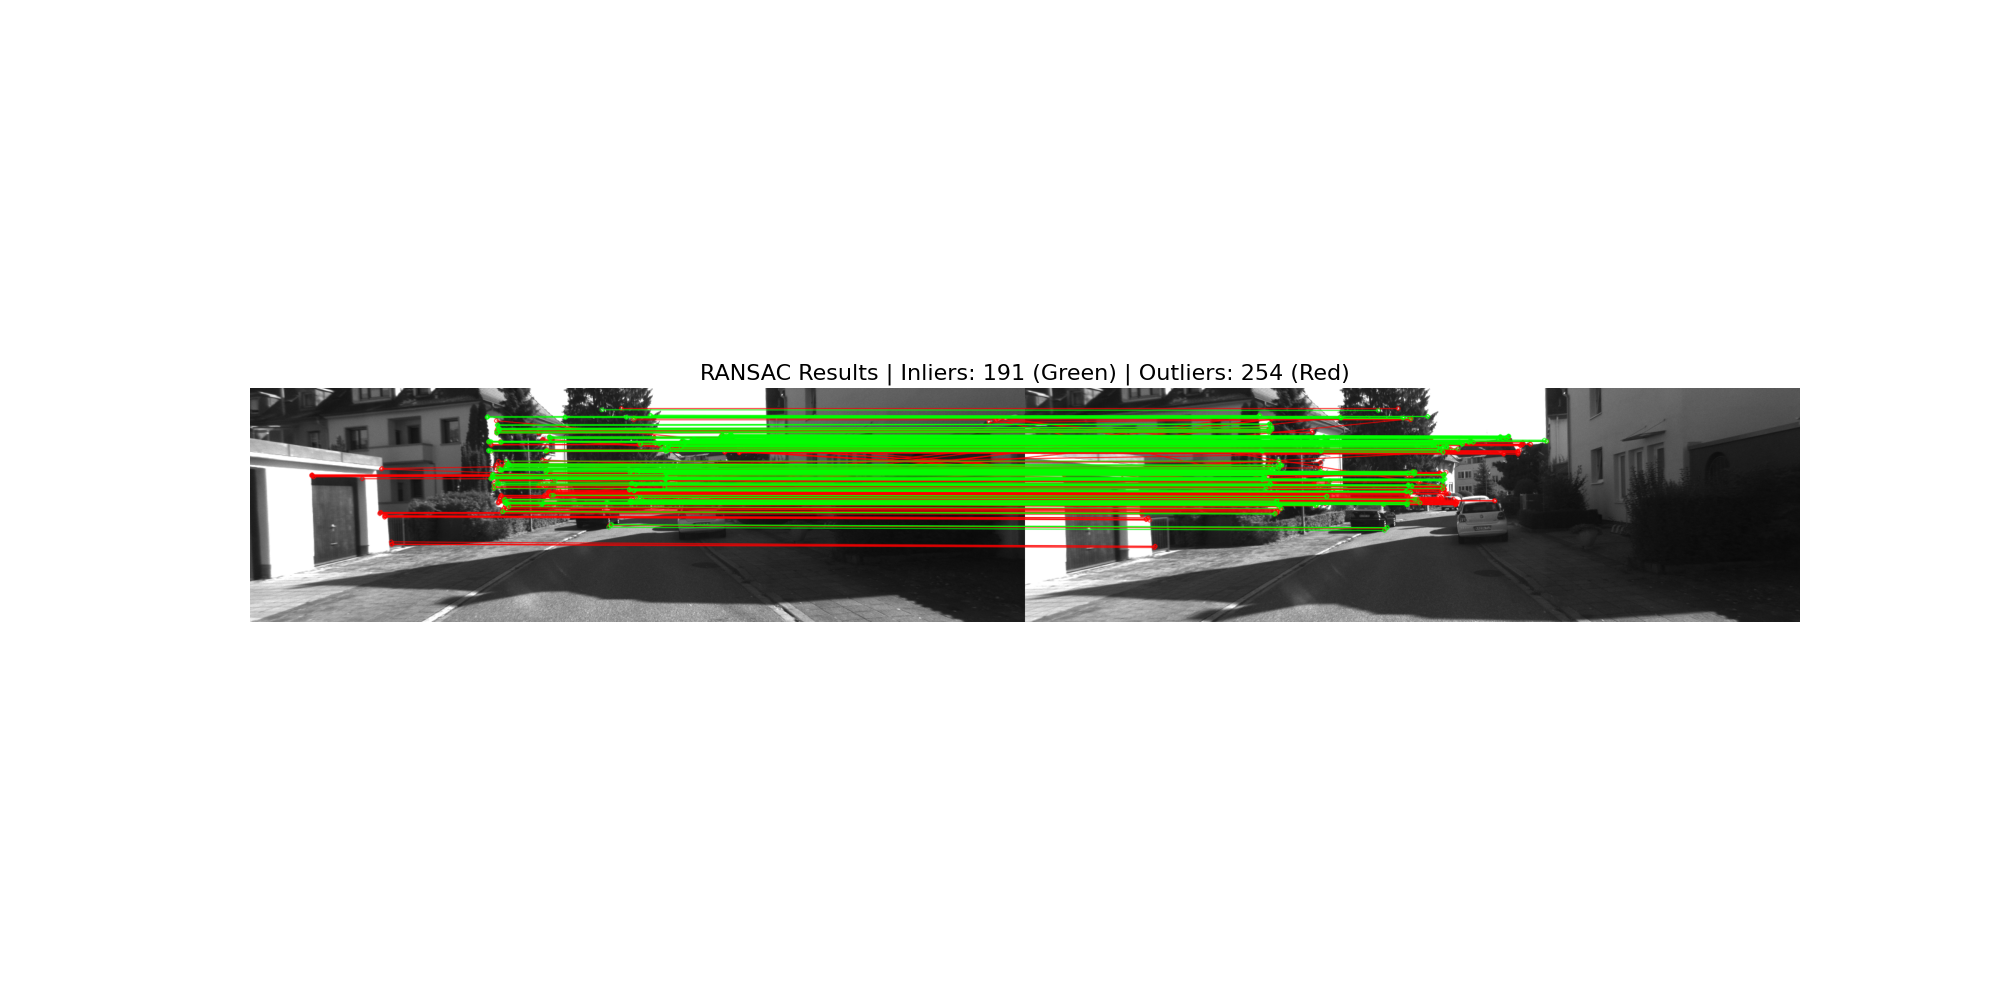 RANSAC Results | Inliers: 191 (Green) | Outliers: 254 (Red)